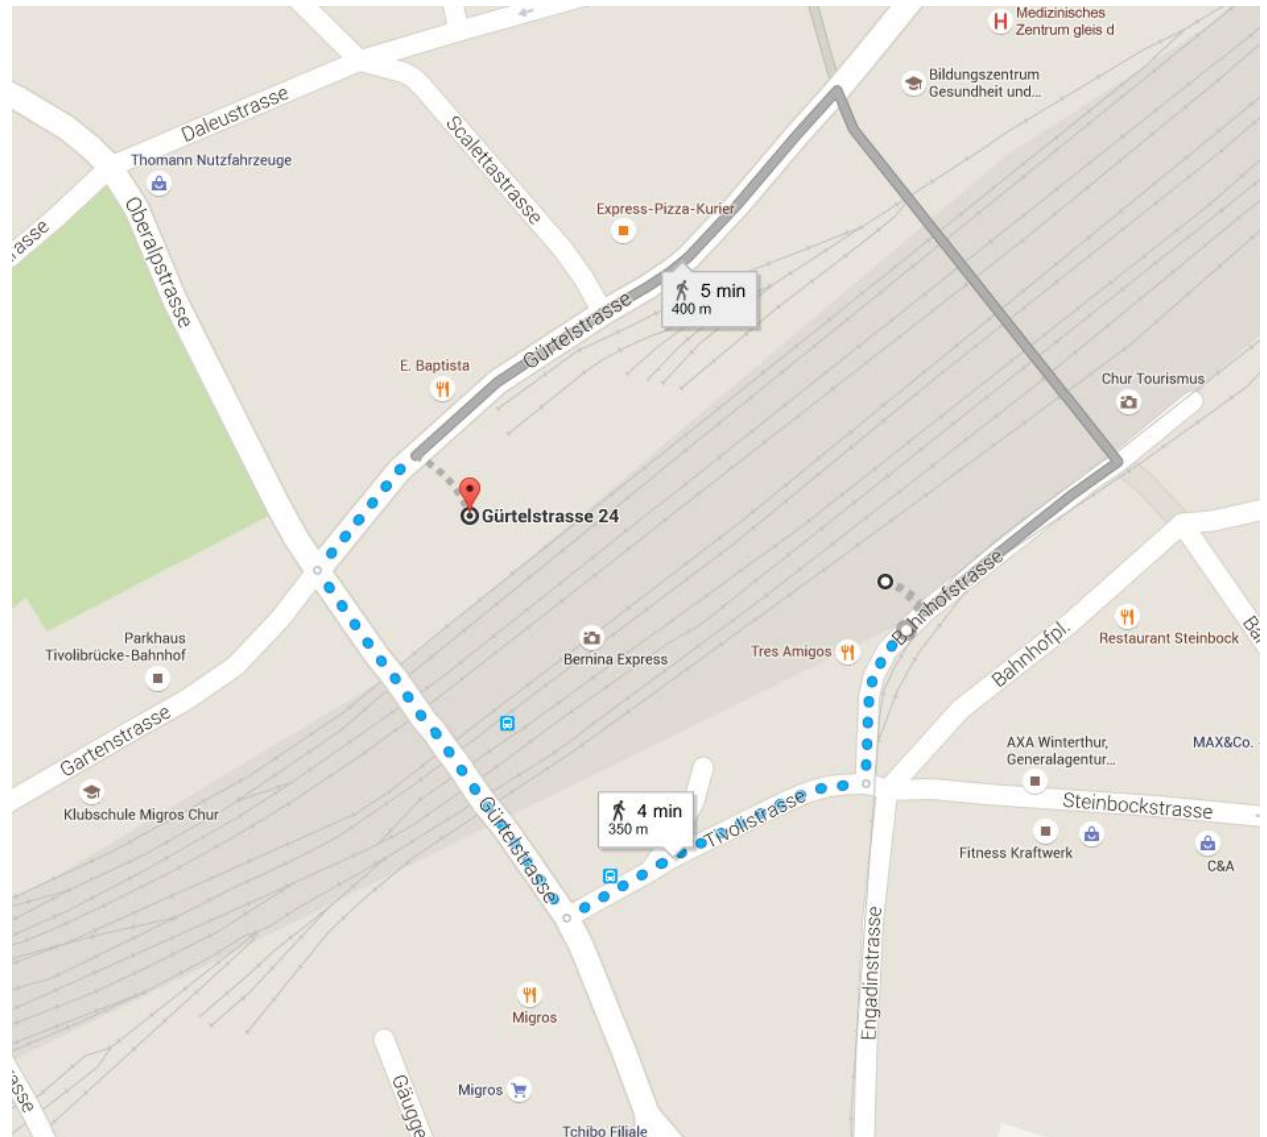 Medizinisches
Zentrum gleis d
Bildungszentrum
Gesundheit und...
Daleustrasse
Scalettastrasse
Thomann Nutzfahrzeuge
Express-Pizza-Kurier
Oberalpstrasse
5 min
400 m
Gürtelstrasse
E. Baptista
Chur Tourismus
Gürtelstrasse 24
Bahnhofstrasse
Parkhaus
Tivolibrücke-Bahnhof
Bernina Express
Tres Amigos
Restaurant Steinbock
Bahnhofpl.
Gartenstrasse
AXA Winterthur,
Generalagentur...
MAX&Co.
Klubschule Migros Chur
4 min
350 m
Gürtelstrasse
Tivolistrasse
Steinbockstrasse
Fitness Kraftwerk
C&A
Engadinstrasse
Migros
Migros
Tchibo Filiale